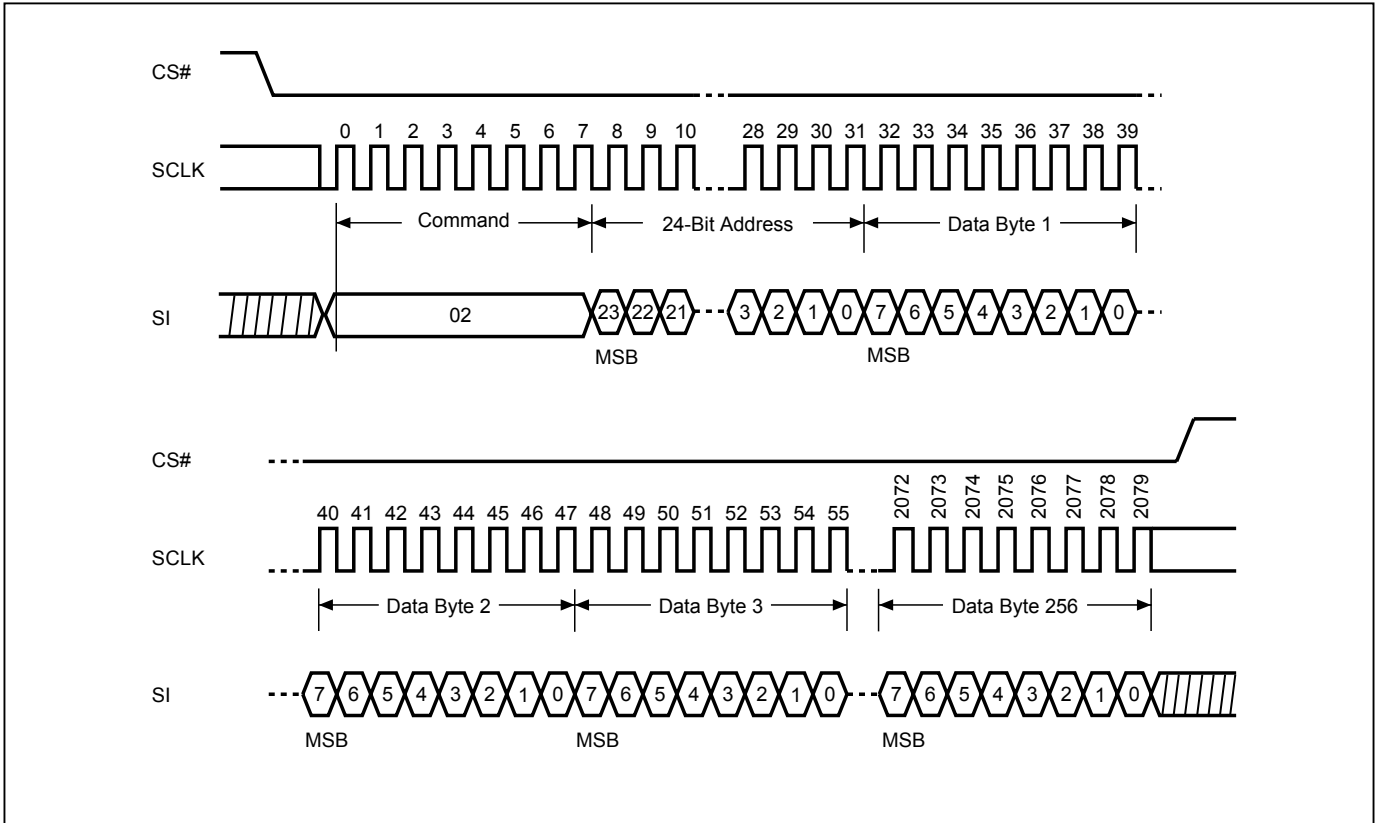 CS#
0 1 2 3 4 5 6 7 8 9 10 28 29 30 31 32 33 34 35 36 37 38 39
SCLK
Command 24-Bit Address Data Byte 1
SI 02 23 22 21 3 2 1 0 7 6 5 4 3 2 1 0
MSB MSB
CS#
40 41 42 43 44 45 46 47 48 49 50 51 52 53 54 55 2072 2073 2074 2075 2076 2077 2078 2079
SCLK
Data Byte 2 Data Byte 3 Data Byte 256
SI 7 6 5 4 3 2 1 0 7 6 5 4 3 2 1 0 7 6 5 4 3 2 1 0
MSB MSB MSB